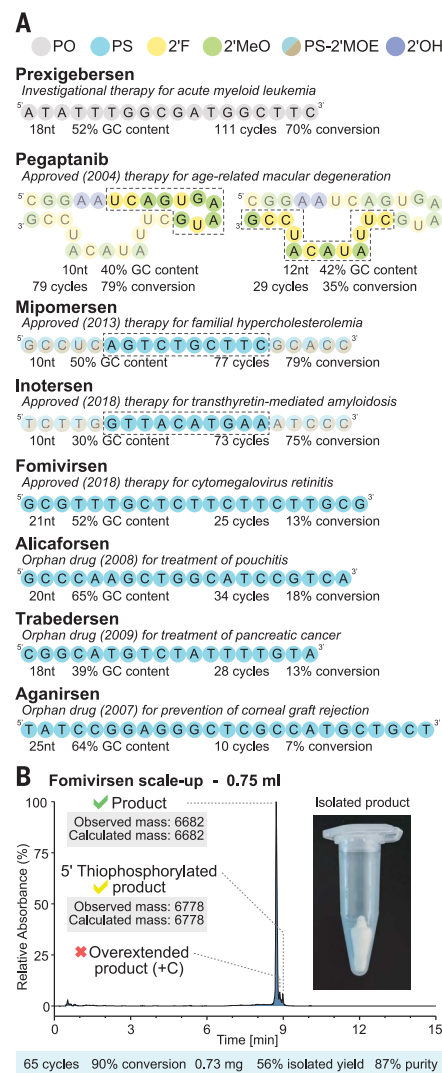 A
PO PS 2'F 2'MeO PS-2'MOE 2'OH
Prexigebersen
Investigational therapy for acute myeloid leukemia
5' A T A T T T G G C G A T G G C T T C 3'
18nt 52% GC content 111 cycles 70% conversion
Pegaptanib
Approved (2004) therapy for age-related macular degeneration
5' C G G A A U C A G U G A
3' G C C U C G U A
U U
A C A U A
10nt 40% GC content
79 cycles 79% conversion
5' C G G A A U C A G U G A
3' G C C U C G U A
U U
A C A U A
12nt 42% GC content
29 cycles 35% conversion
Mipomersen
Approved (2013) therapy for familial hypercholesterolemia
5' G C C U C A G T C T G C T T C G C A C C 3'
10nt 50% GC content 77 cycles 79% conversion
Inotersen
Approved (2018) therapy for transthyretin-mediated amyloidosis
5' T C T T G G T T A C A T G A A A T C C C 3'
10nt 30% GC content 73 cycles 75% conversion
Fomivirsen
Approved (2018) therapy for cytomegalovirus retinitis
5' G C G T T T G C T C T T C T T C T T G C G 3'
21nt 52% GC content 25 cycles 13% conversion
Alicaforsen
Orphan drug (2008) for treatment of pouchitis
5' G C C C A A G C T G G C A T C C G T C A 3'
20nt 65% GC content 34 cycles 18% conversion
Trabedersen
Orphan drug (2009) for treatment of pancreatic cancer
5' C G G C A T G T C T A T T T T G T A 3'
18nt 39% GC content 28 cycles 13% conversion
Aganirsen
Orphan drug (2007) for prevention of corneal graft rejection
5' T A T C C G G A G G G C T C G C C A T G C T G C T 3'
25nt 64% GC content 10 cycles 7% conversion
B Fomivirsen scale-up - 0.75 ml
Product
Observed mass: 6682
Calculated mass: 6682
5' Thiophosphorylated
product
Observed mass: 6778
Calculated mass: 6778
Overextended
product (+C)
Isolated product
Relative Absorbance (%)
100
75
50
25
0
0 3 6 9 12 15
Time [min]
65 cycles 90% conversion 0.73 mg 56% isolated yield 87% purity